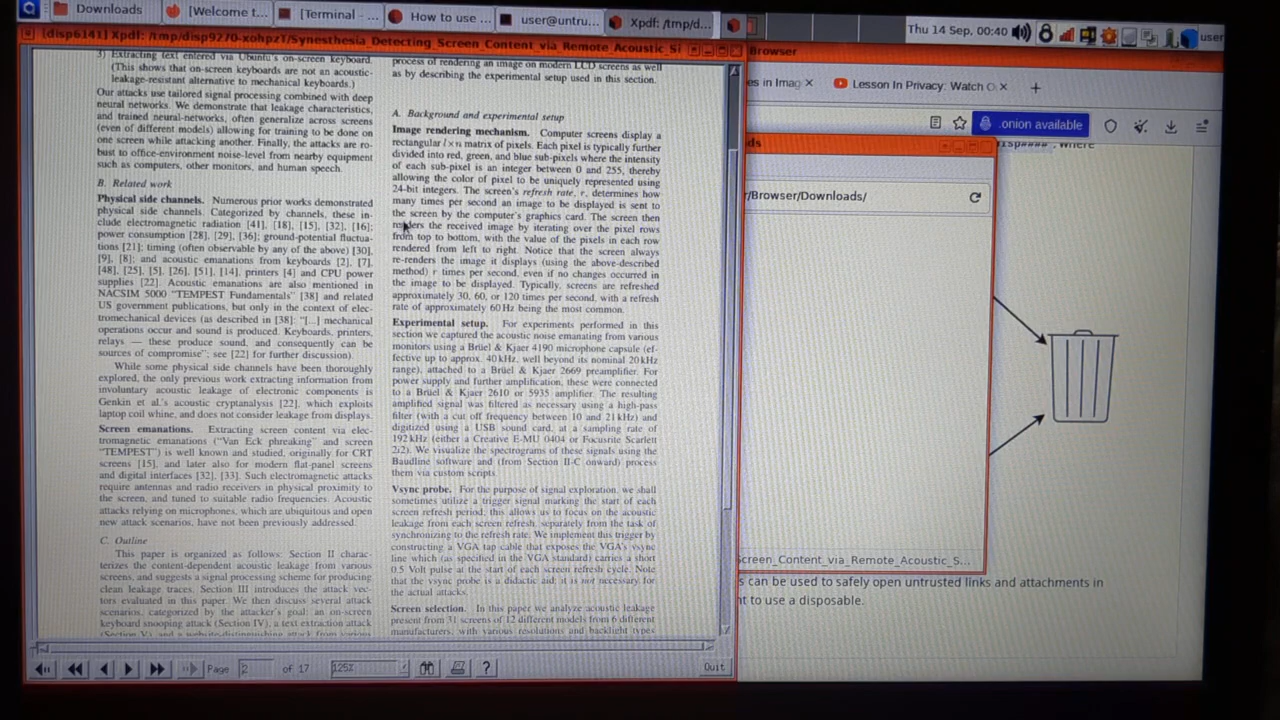 Downloads
[Welcome t...
[Terminal – ...
How to use ...
user@untru...
Xpdf: /tmp/d...
Thu 14 Sep, 00:40
user
[disp6141] Xpdf: /tmp/disp9270-xohpzT/Synesthesia_Detecting_Screen_Content_via_Remote_Acoustic_Si
Browser
es in Imag
Lesson In Privacy: Watch O
.onion available
r/Browser/Downloads/
3) Extracting text entered via Ubuntu's on-screen keyboard.
(This shows that on-screen keyboards are not an acoustic-
leakage-resistant alternative to mechanical keyboards.)
Our attacks use tailored signal processing combined with deep
neural networks. We demonstrate that leakage characteristics,
and trained neural-networks, often generalize across screens
(even of different models) allowing for training to be done on
one screen while attacking another. Finally, the attacks are ro-
bust to office-environment noise-level from nearby equipment
such as computers, other monitors, and human speech.
B. Related work
Physical side channels. Numerous prior works demonstrated
physical side channels. Categorized by channels, these in-
clude electromagnetic radiation [41], [18], [15], [32], [16];
power consumption [28], [29], [36]; ground-potential fluctua-
tions [21]; timing (often observable by any of the above) [30],
[9], [8]; and acoustic emanations from keyboards [2], [7],
[48], [25], [5], [26], [51], [14], printers [4] and CPU power
supplies [22]. Acoustic emanations are also mentioned in
NACSIM 5000 “TEMPEST Fundamentals” [38] and related
US government publications, but only in the context of elec-
tromechanical devices (as described in [38]: “[...] mechanical
operations occur and sound is produced. Keyboards, printers,
relays — these produce sound, and consequently can be
sources of compromise”; see [22] for further discussion).
While some physical side channels have been thoroughly
explored, the only previous work extracting information from
involuntary acoustic leakage of electronic components is
Genkin et al.'s acoustic cryptanalysis [22], which exploits
laptop coil whine, and does not consider leakage from displays.
Screen emanations. Extracting screen content via elec-
tromagnetic emanations (“Van Eck phreaking” and screen
“TEMPEST”) is well known and studied, originally for CRT
screens [15], and later also for modern flat-panel screens
and digital interfaces [32], [33]. Such electromagnetic attacks
require antennas and radio receivers in physical proximity to
the screen, and tuned to suitable radio frequencies. Acoustic
attacks relying on microphones, which are ubiquitous and open
new attack scenarios, have not been previously addressed.
C. Outline
This paper is organized as follows: Section II charac-
terizes the content-dependent acoustic leakage from various
screens, and suggests a signal processing scheme for producing
clean leakage traces. Section III introduces the attack vec-
tors evaluated in this paper. We then discuss several attack
scenarios, categorized by the attacker's goal: an on-screen
keyboard snooping attack (Section IV), a text extraction attack
(Section V) and a website-distinguishing attack from various
process of rendering an image on modern LCD screens as well
as by describing the experimental setup used in this section.
A. Background and experimental setup
Image rendering mechanism. Computer screens display a
rectangular l×n matrix of pixels. Each pixel is typically further
divided into red, green, and blue sub-pixels where the intensity
of each sub-pixel is an integer between 0 and 255, thereby
allowing the color of pixel to be uniquely represented using
24-bit integers. The screen's refresh rate, r, determines how
many times per second an image to be displayed is sent to
the screen by the computer's graphics card. The screen then
renders the received image by iterating over the pixel rows
from top to bottom, with the value of the pixels in each row
rendered from left to right. Notice that the screen always
re-renders the image it displays (using the above-described
method) r times per second, even if no changes occurred in
the image to be displayed. Typically, screens are refreshed
approximately 30, 60, or 120 times per second, with a refresh
rate of approximately 60 Hz being the most common.
Experimental setup. For experiments performed in this
section we captured the acoustic noise emanating from various
monitors using a Brüel & Kjaer 4190 microphone capsule (ef-
fective up to approx. 40 kHz, well beyond its nominal 20 kHz
range), attached to a Brüel & Kjaer 2669 preamplifier. For
power supply and further amplification, these were connected
to a Brüel & Kjaer 2610 or 5935 amplifier. The resulting
amplified signal was filtered as necessary using a high-pass
filter (with a cut off frequency between 10 and 21 kHz) and
digitized using a USB sound card, at a sampling rate of
192 kHz (either a Creative E-MU 0404 or Focusrite Scarlett
2i2). We visualize the spectrograms of these signals using the
Baudline software and (from Section II-C onward) process
them via custom scripts.
Vsync probe. For the purpose of signal exploration, we shall
sometimes utilize a trigger signal marking the start of each
screen refresh period, this allows us to focus on the acoustic
leakage from each screen refresh, separately from the task of
synchronizing to the refresh rate. We implement this trigger by
constructing a VGA tap cable that exposes the VGA's vsync
line which (as specified in the VGA standard) carries a short
0.5 Volt pulse at the start of each screen refresh cycle. Note
that the vsync probe is a didactic aid; it is not necessary for
the actual attacks.
Screen selection. In this paper we analyze acoustic leakage
present from 31 screens of 12 different models from 6 different
manufacturers, with various resolutions and backlight types
Screen_Content_via_Remote_Acoustic_S...
s can be used to safely open untrusted links and attachments in
nt to use a disposable.
Page 2 of 17 125% ? Quit